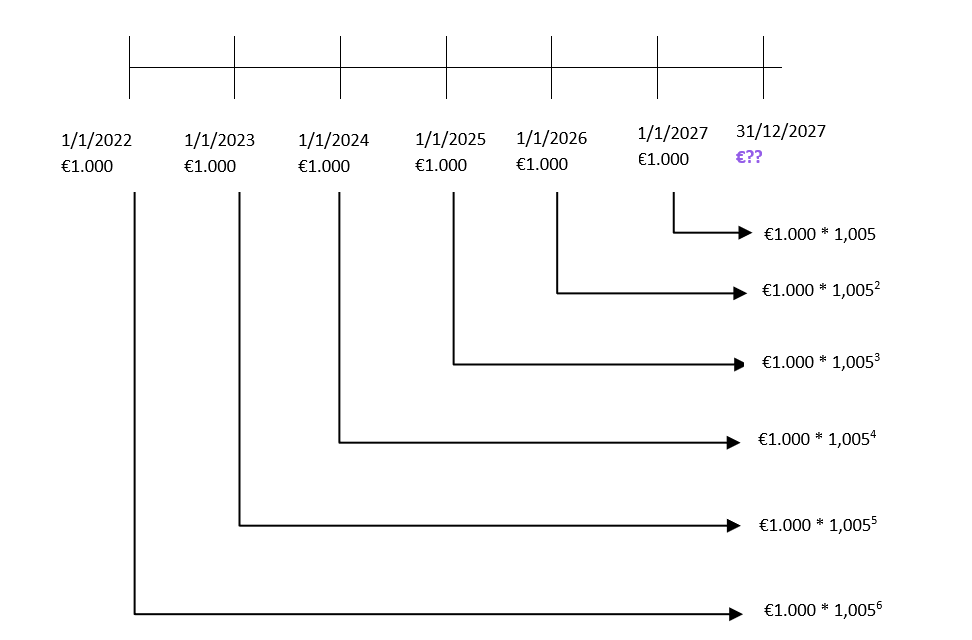 1/1/2022
€1.000
1/1/2023
€1.000
1/1/2024
€1.000
1/1/2025
€1.000
1/1/2026
€1.000
1/1/2027
€1.000
31/12/2027
€??
€1.000 * 1,005
€1.000 * 1,005²
€1.000 * 1,005³
€1.000 * 1,005⁴
€1.000 * 1,005⁵
€1.000 * 1,005⁶